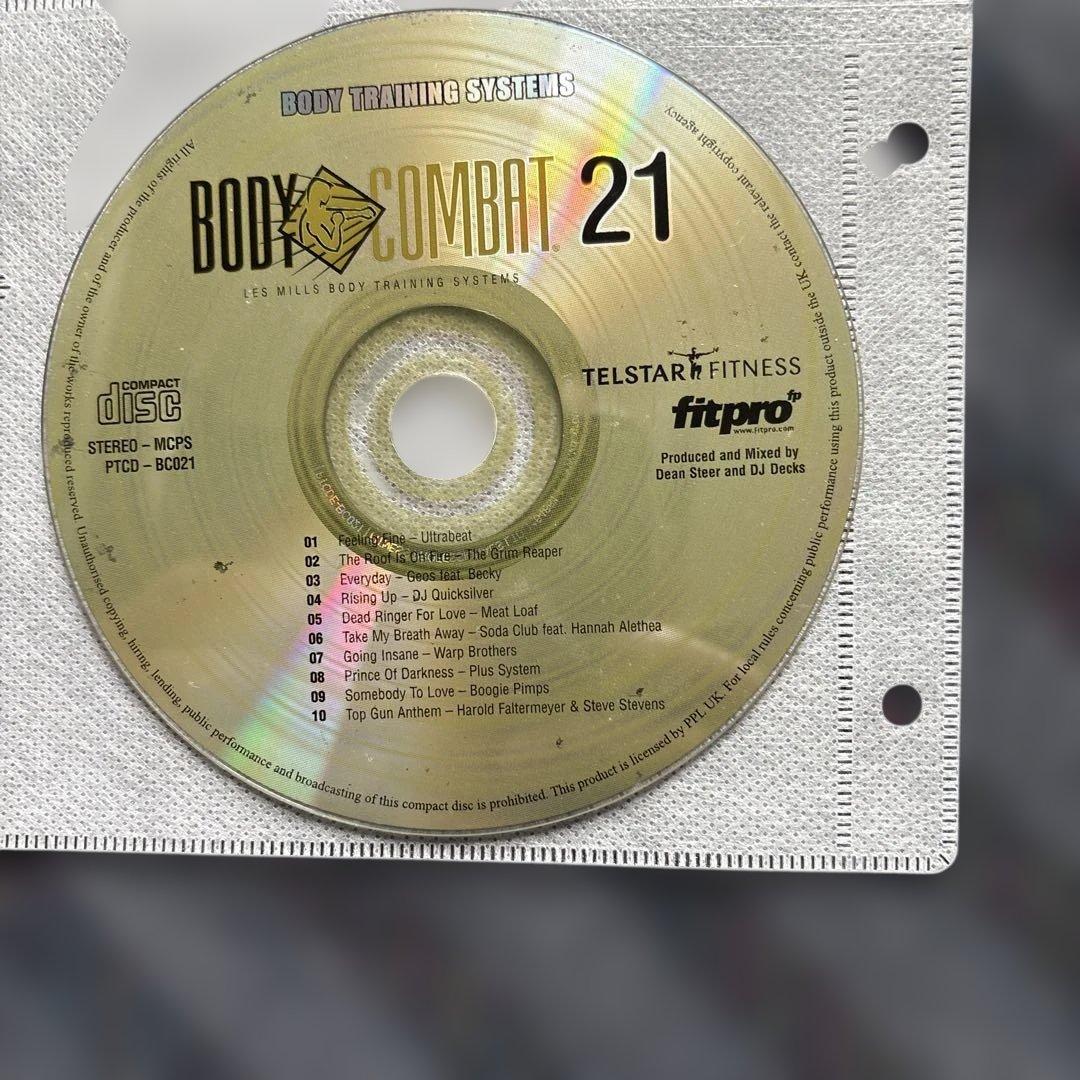 BODY TRAINING SYSTEMS
BODY COMBAT® 21
LES MILLS BODY TRAINING SYSTEMS
COMPACT
disc
STEREO – MCPS
PTCD – BC021
TELSTAR FITNESS
fitpro fp
www.fitpro.com
Produced and Mixed by
Dean Steer and DJ Decks
01 Feeling Fine – Ultrabeat
02 The Roof Is On Fire – The Grim Reaper
03 Everyday – Geos feat. Becky
04 Rising Up – DJ Quicksilver
05 Dead Ringer For Love – Meat Loaf
06 Take My Breath Away – Soda Club feat. Hannah Alethea
07 Going Insane – Warp Brothers
08 Prince Of Darkness – Plus System
09 Somebody To Love – Boogie Pimps
10 Top Gun Anthem – Harold Faltermeyer & Steve Stevens
All rights of the producer and of the owner of the works reproduced reserved. Unauthorised copying, hiring, lending, public performance and broadcasting of this compact disc is prohibited. This product is licensed by PPL UK. For local rules concerning public performance using this product outside the UK, contact the relevant copyright agency